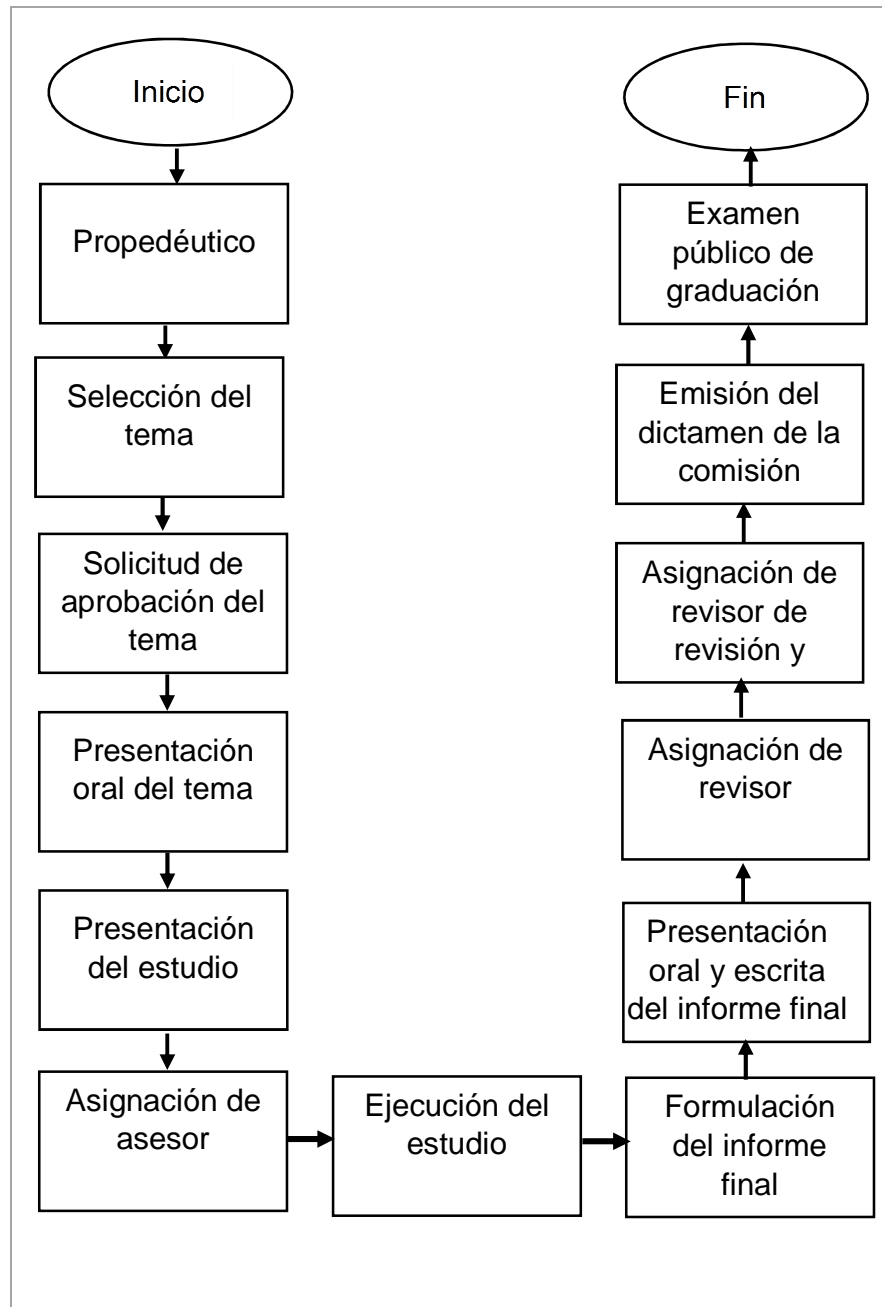 Inicio
Propedéutico
Selección del
tema
Solicitud de
aprobación del
tema
Presentación
oral del tema
Presentación
del estudio
Asignación de
asesor
Ejecución del
estudio
Formulación
del informe
final
Presentación
oral y escrita
del informe final
Asignación de
revisor
Asignación de
revisor de
revisión y
Emisión del
dictamen de la
comisión
Examen
público de
graduación
Fin